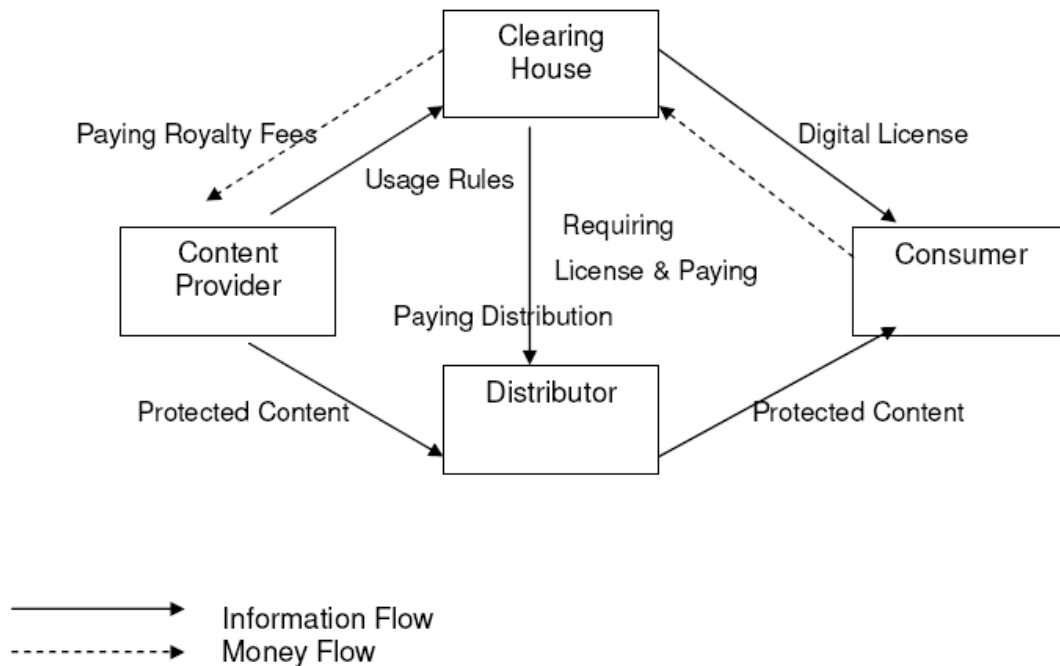 Clearing
House
Paying Royalty Fees
Digital License
Usage Rules
Requiring
License & Paying
Content
Provider
Consumer
Paying Distribution
Distributor
Protected Content
Protected Content
Information Flow
Money Flow